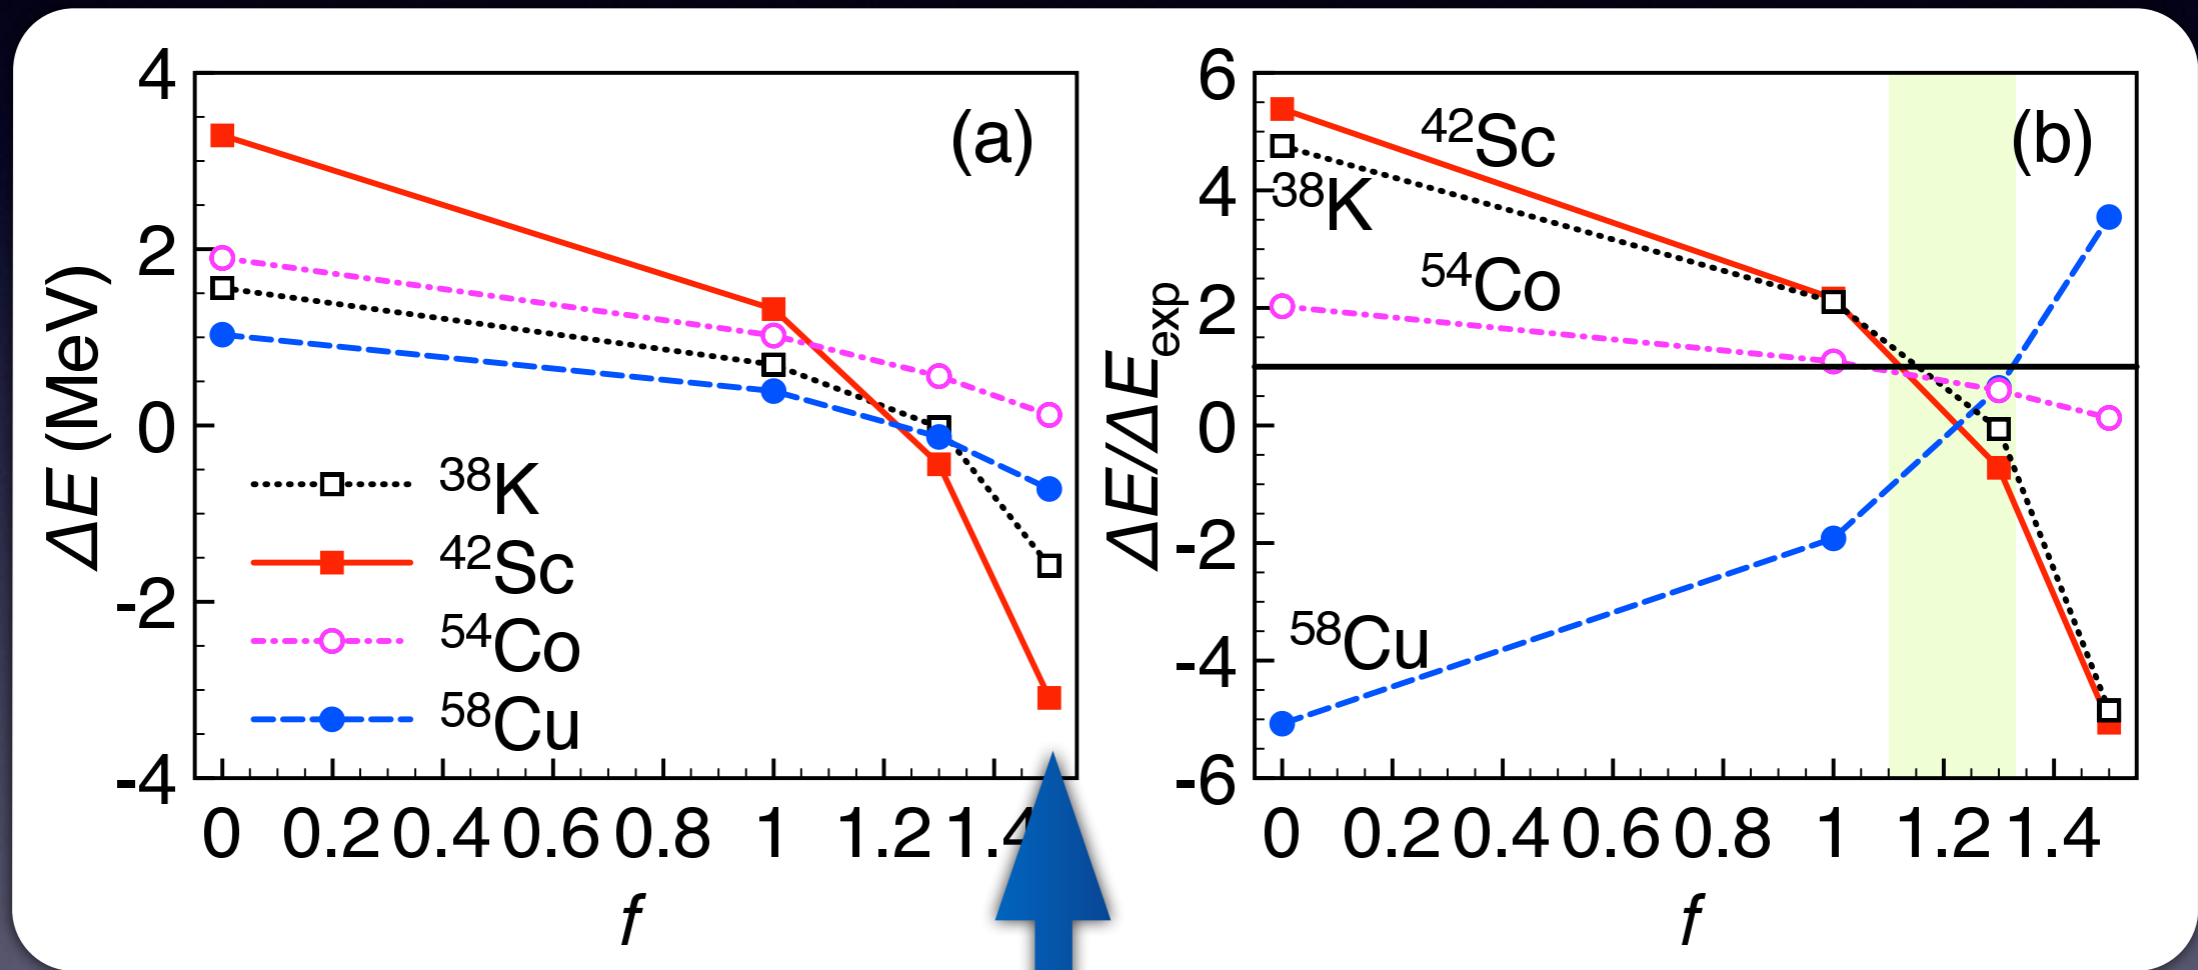 (a)
ΔE (MeV)
4
2
0
-2
-4
³⁸K
⁴²Sc
⁵⁴Co
⁵⁸Cu
0 0.2 0.4 0.6 0.8 1 1.2 1.4
f
(b)
ΔE/ΔEₑₓₚ
6
4
2
0
-2
-4
-6
⁴²Sc
³⁸K
⁵⁴Co
⁵⁸Cu
0 0.2 0.4 0.6 0.8 1 1.2 1.4
f